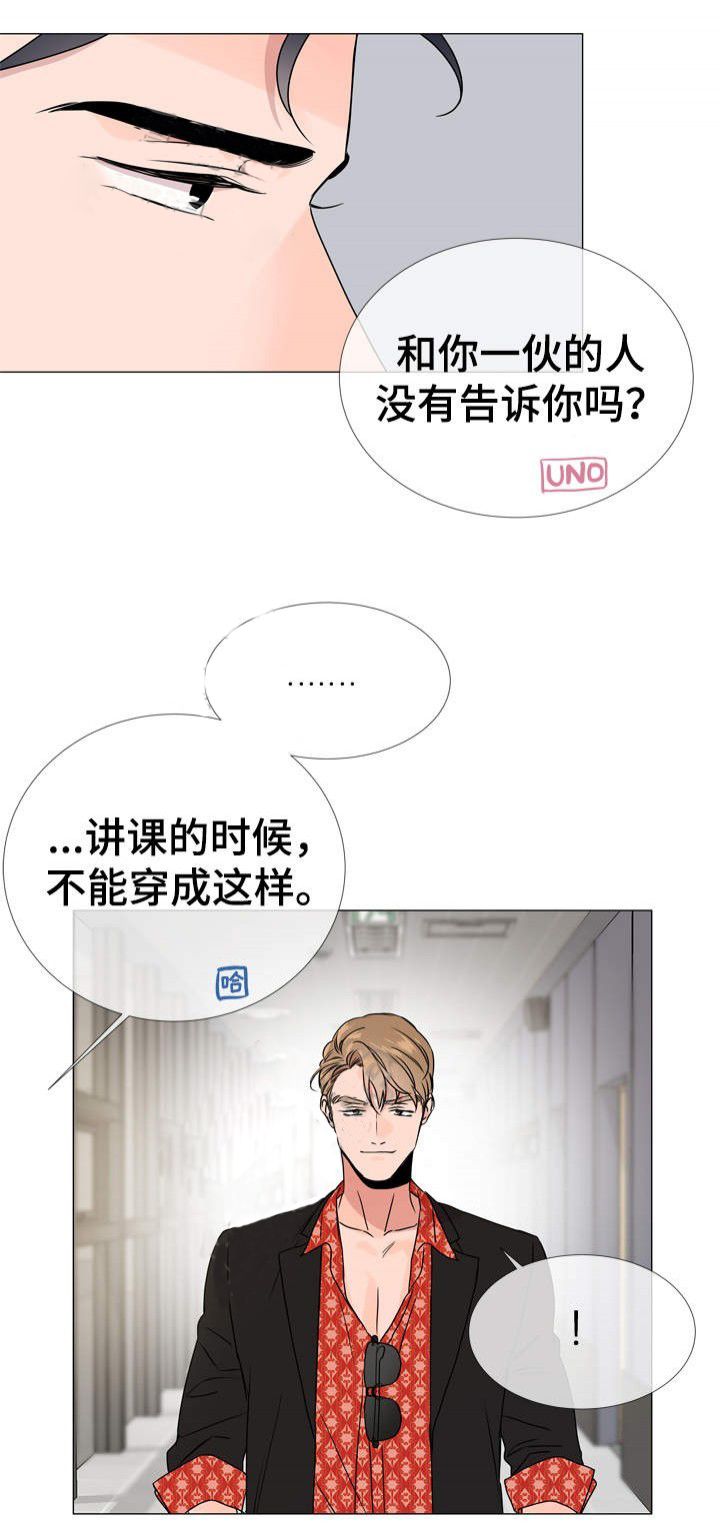 和你一伙的人
没有告诉你吗？
UNO
.......
...讲课的时候，
不能穿成这样。
哈
！